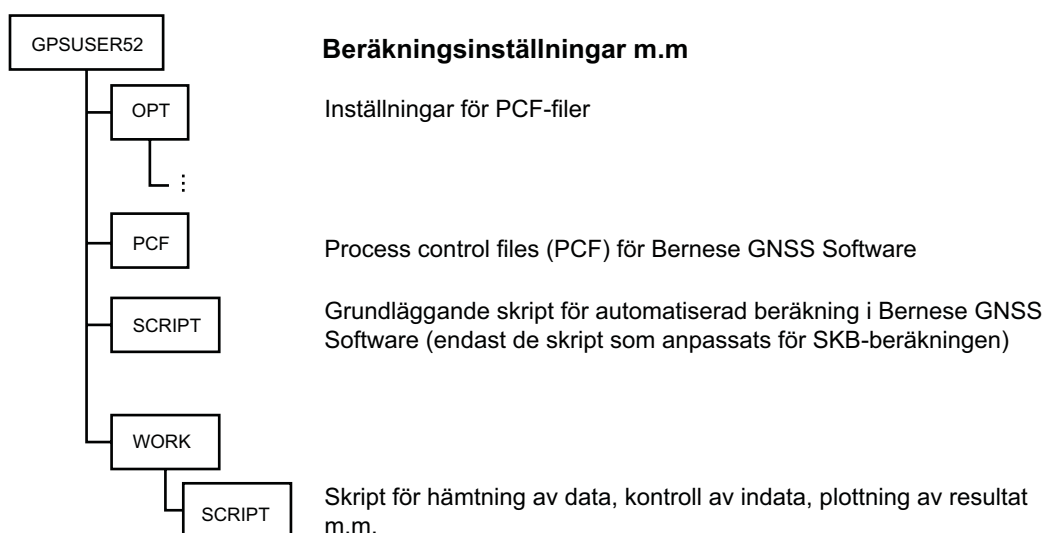 GPSUSER52
Beräkningsinställningar m.m
OPT
Inställningar för PCF-filer
⋮
PCF
Process control files (PCF) för Bernese GNSS Software
SCRIPT
Grundläggande skript för automatiserad beräkning i Bernese GNSS
Software (endast de skript som anpassats för SKB-beräkningen)
WORK
SCRIPT
Skript för hämtning av data, kontroll av indata, plottning av resultat
m.m.